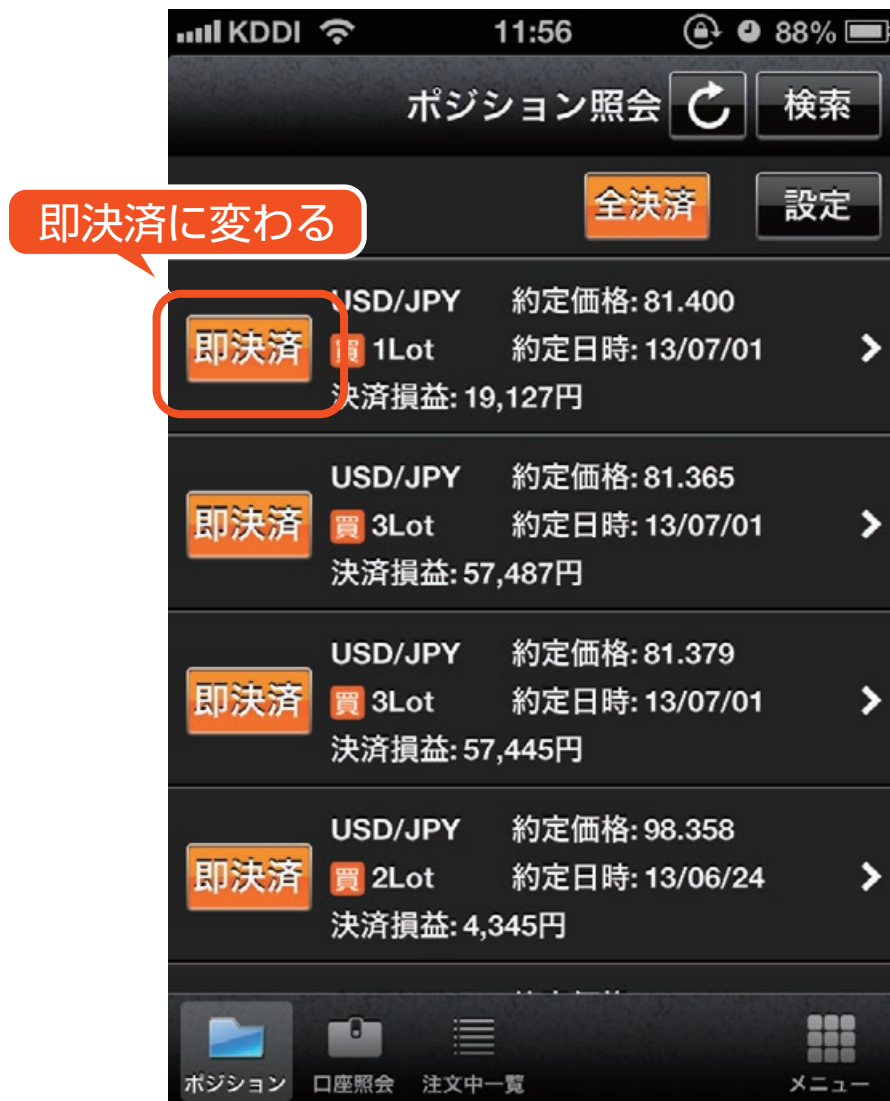 KDDI 11:56 88%
ポジション照会 検索
全決済 設定
即決済に変わる
USD/JPY 約定価格: 81.400
即決済 買 1Lot 約定日時: 13/07/01
決済損益: 19,127円
USD/JPY 約定価格: 81.365
即決済 買 3Lot 約定日時: 13/07/01
決済損益: 57,487円
USD/JPY 約定価格: 81.379
即決済 買 3Lot 約定日時: 13/07/01
決済損益: 57,445円
USD/JPY 約定価格: 98.358
即決済 買 2Lot 約定日時: 13/06/24
決済損益: 4,345円
ポジション 口座照会 注文中一覧 メニュー